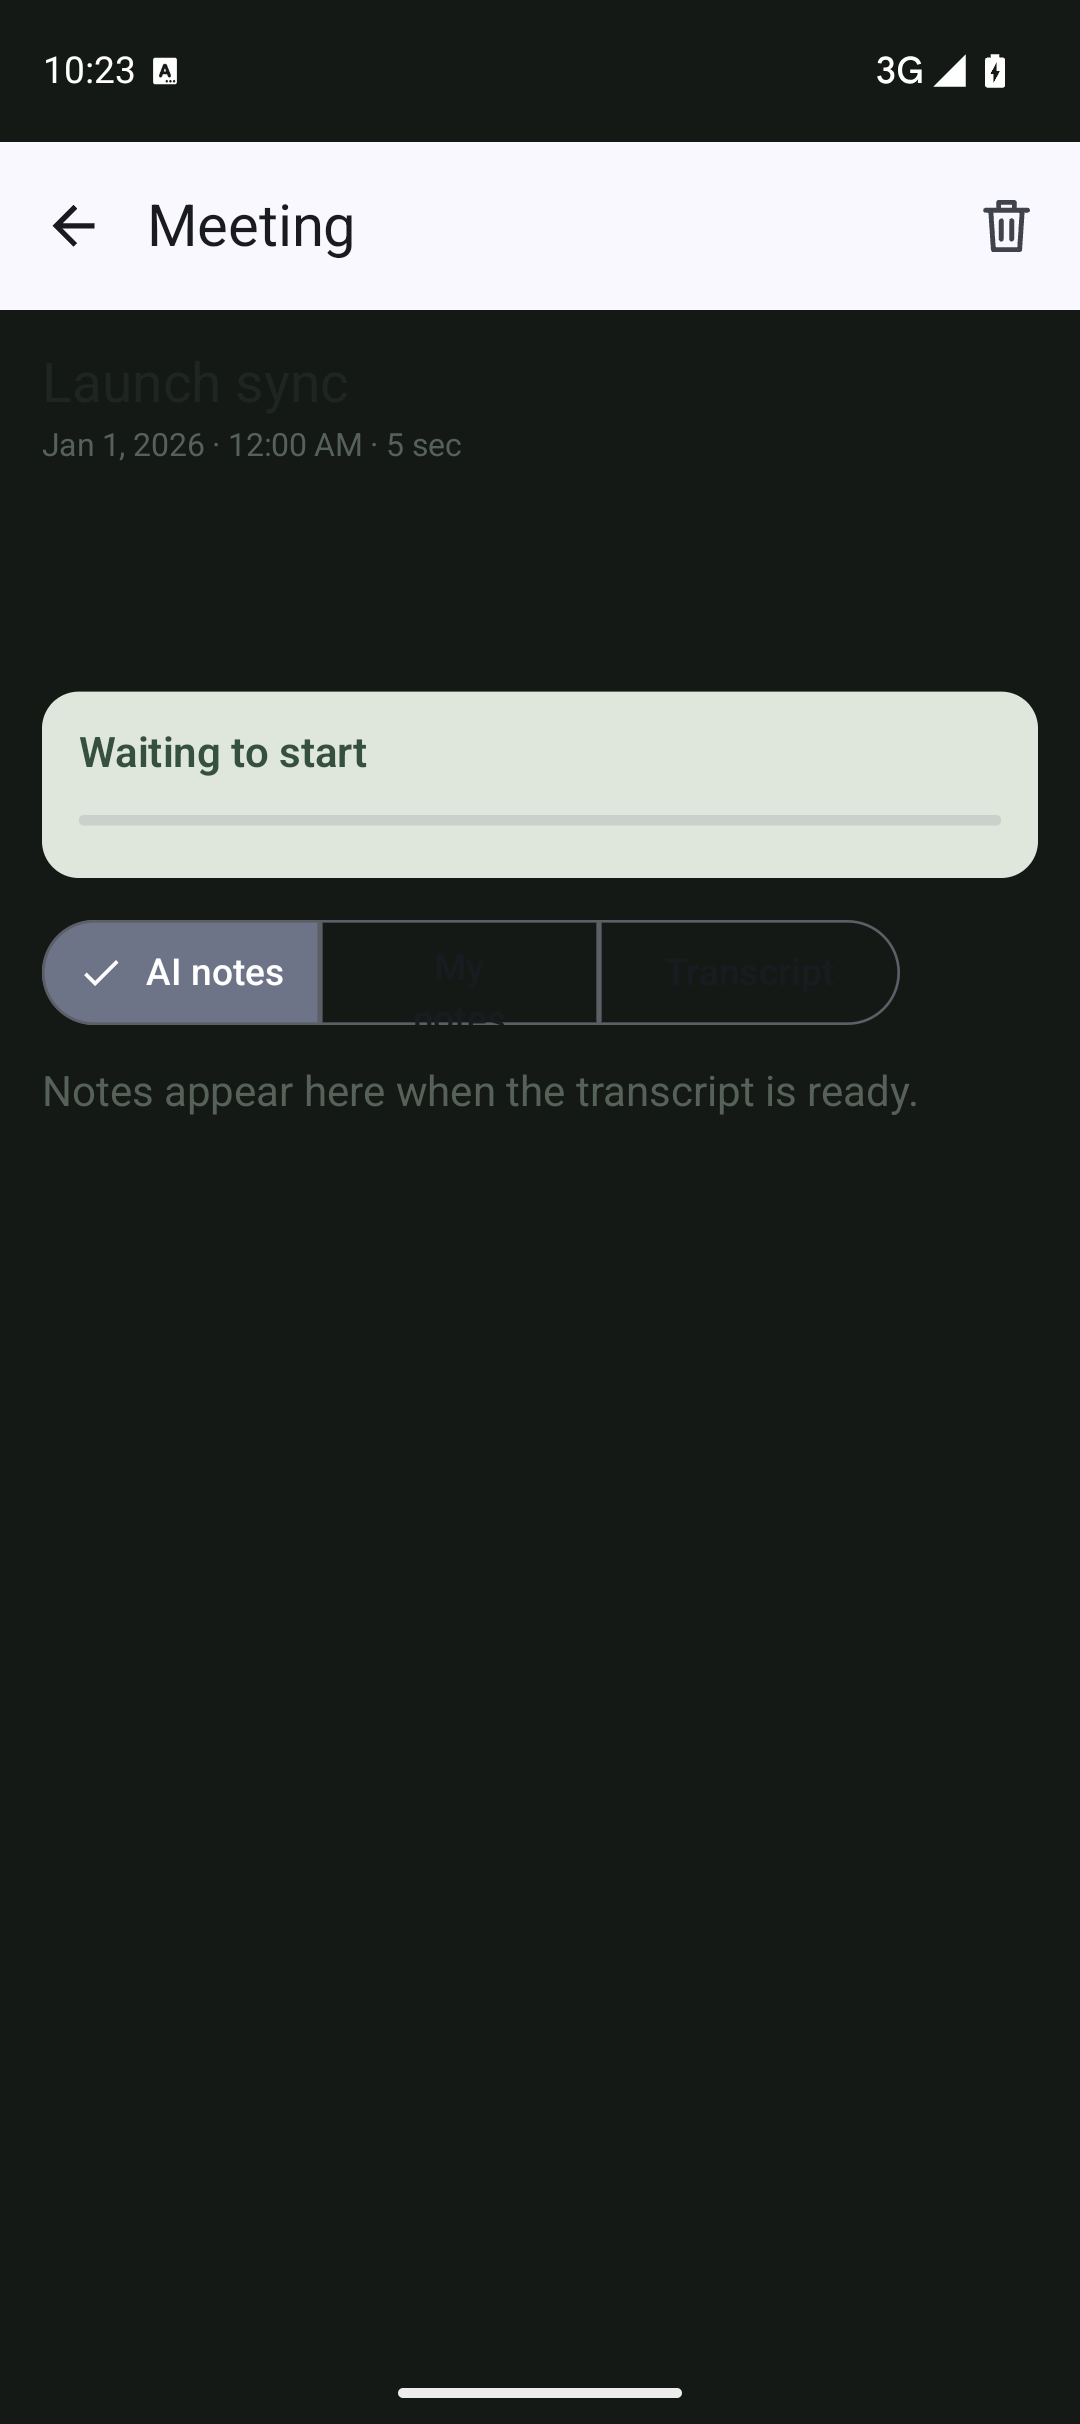 10:23
3G
Meeting
Launch sync
Jan 1, 2026 · 12:00 AM · 5 sec
Waiting to start
AI notes
My
notes
Transcript
Notes appear here when the transcript is ready.